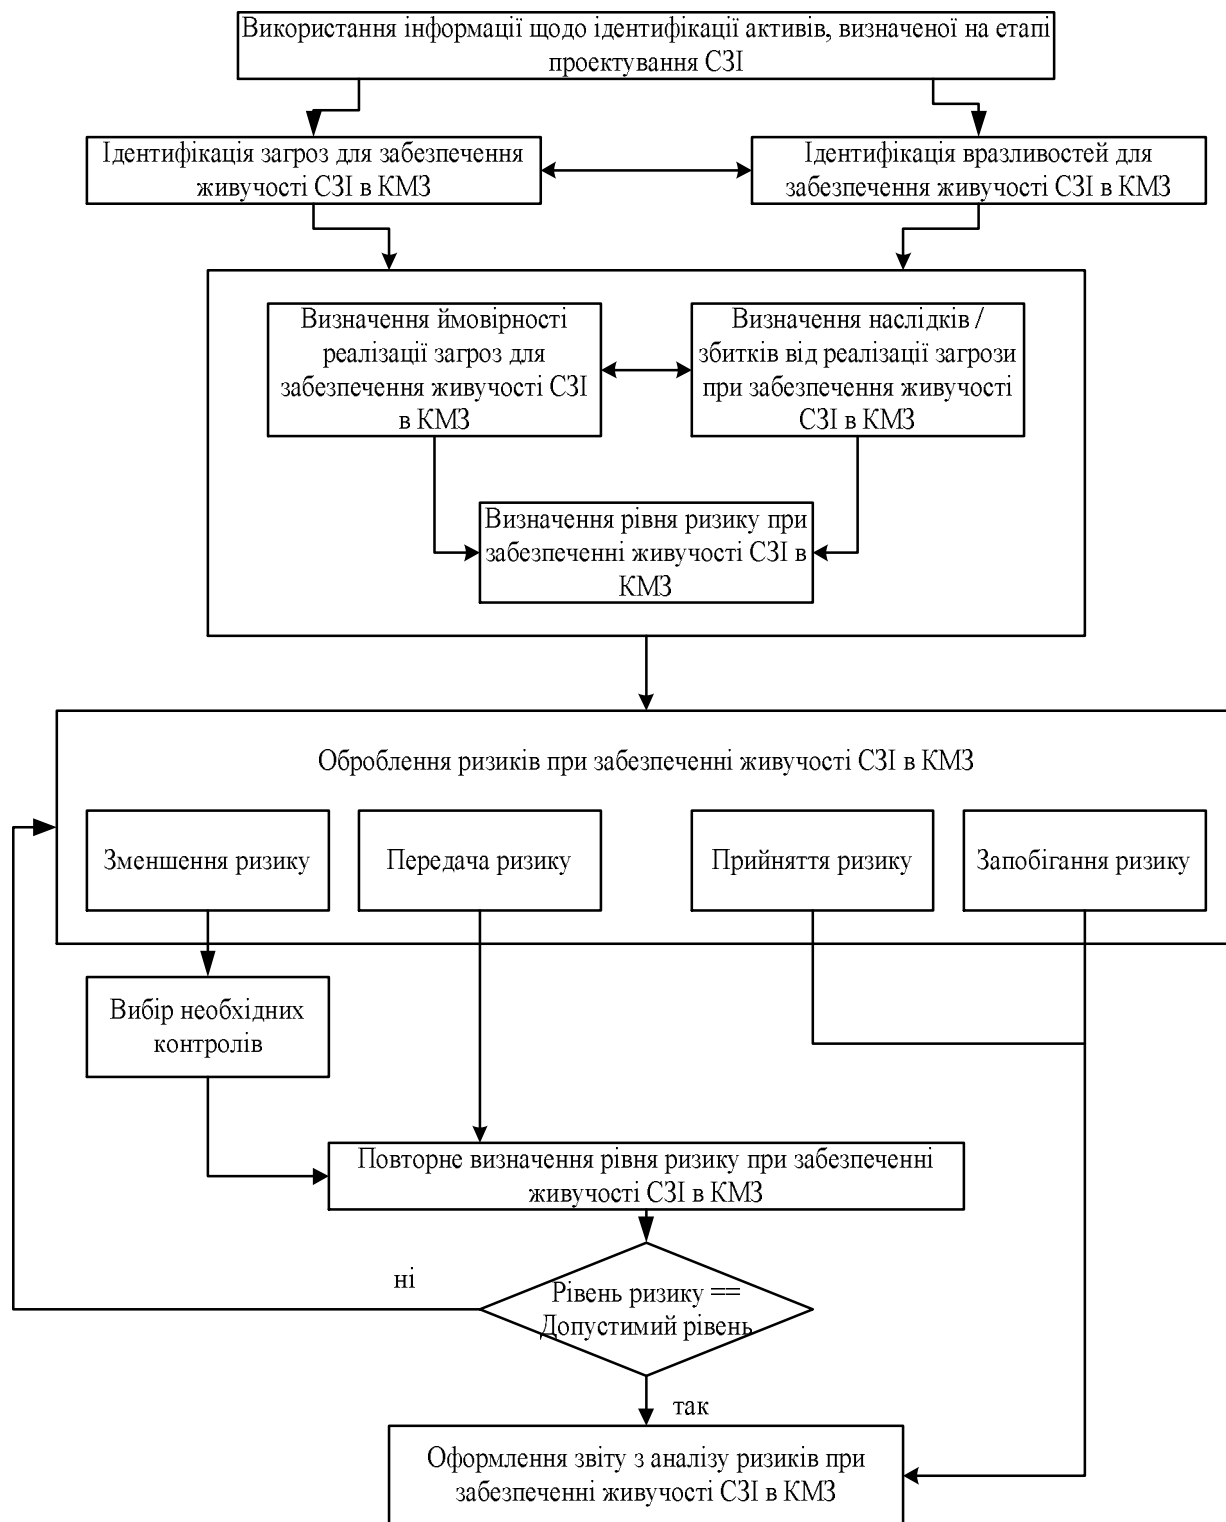 Використання інформації щодо ідентифікації активів, визначеної на етапі
проектування СЗІ
Ідентифікація загроз для забезпечення
живучості СЗІ в КМЗ
Ідентифікація вразливостей для
забезпечення живучості СЗІ в КМЗ
Визначення ймовірності
реалізації загроз для
забезпечення живучості СЗІ
в КМЗ
Визначення наслідків /
збитків від реалізації загрози
при забезпечення живучості
СЗІ в КМЗ
Визначення рівня ризику при
забезпеченні живучості СЗІ в
КМЗ
Оброблення ризиків при забезпеченні живучості СЗІ в КМЗ
Зменшення ризику
Передача ризику
Прийняття ризику
Запобігання ризику
Вибір необхідних
контролів
Повторне визначення рівня ризику при забезпеченні
живучості СЗІ в КМЗ
ні
Рівень ризику ==
Допустимий рівень
так
Оформлення звіту з аналізу ризиків при
забезпеченні живучості СЗІ в КМЗ